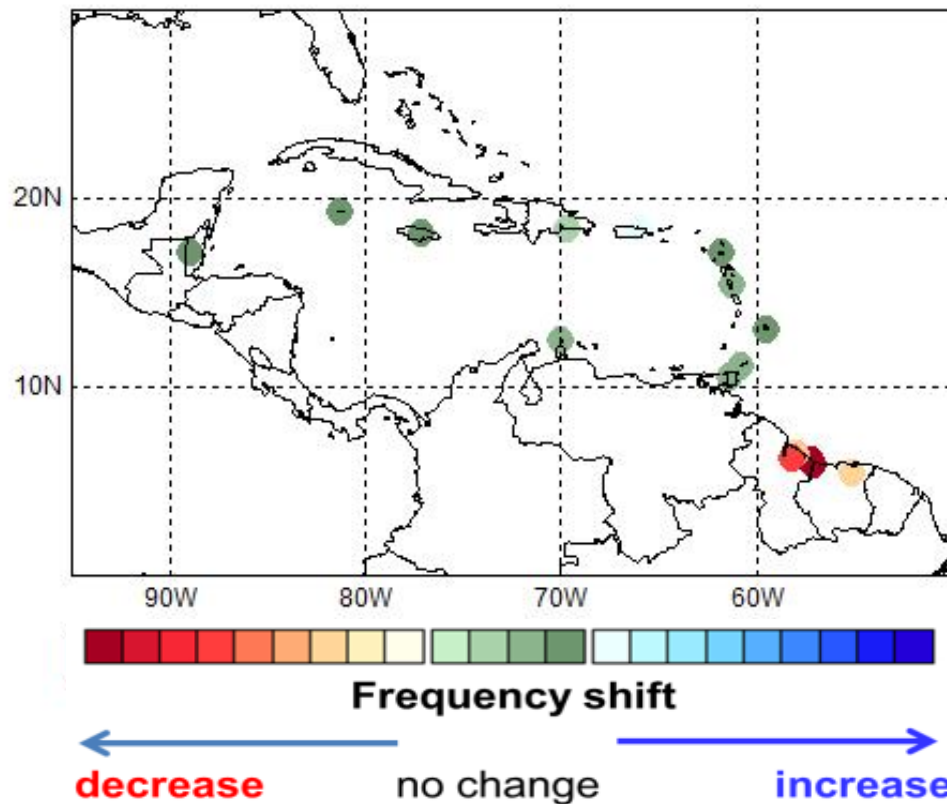 20N
10N
90W 80W 70W 60W
Frequency shift
decrease no change increase